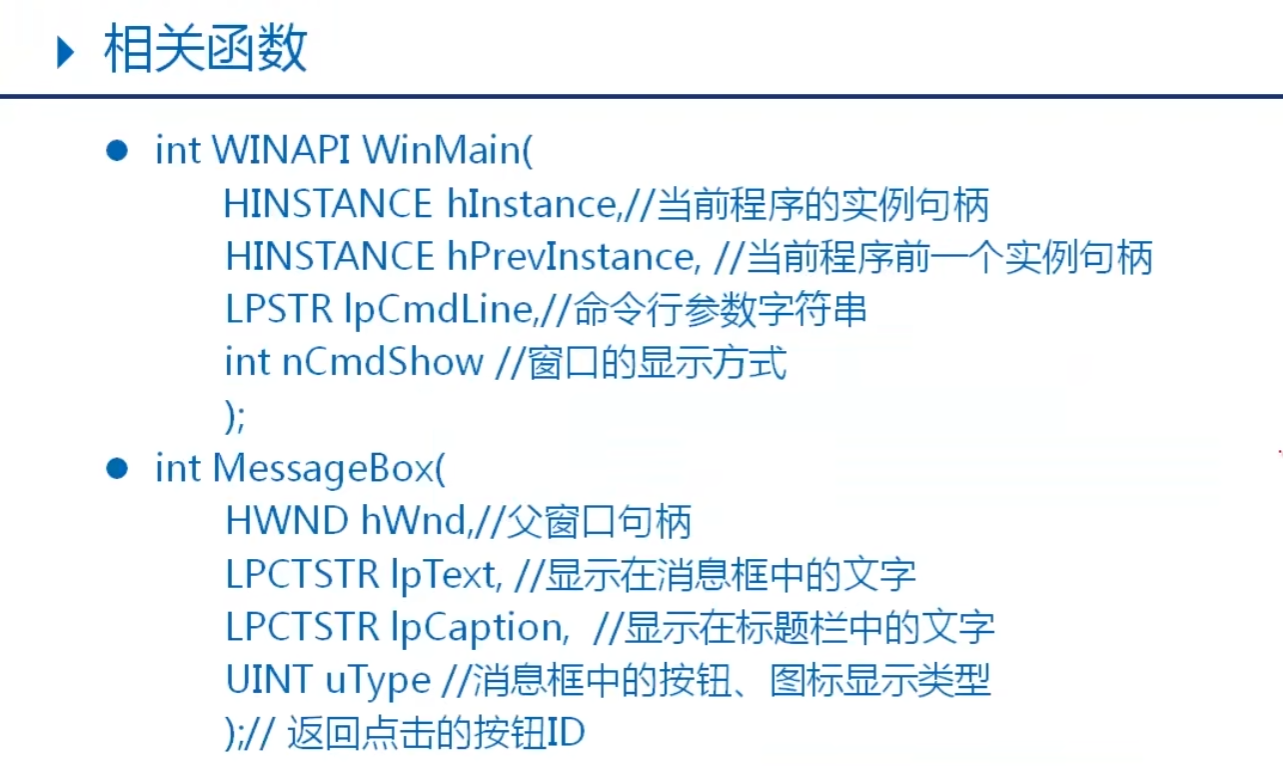 相关函数
int WINAPI WinMain(
HINSTANCE hInstance,//当前程序的实例句柄
HINSTANCE hPrevInstance, //当前程序前一个实例句柄
LPSTR lpCmdLine,//命令行参数字符串
int nCmdShow //窗口的显示方式
);
int MessageBox(
HWND hWnd,//父窗口句柄
LPCTSTR lpText, //显示在消息框中的文字
LPCTSTR lpCaption, //显示在标题栏中的文字
UINT uType //消息框中的按钮、图标显示类型
);// 返回点击的按钮ID